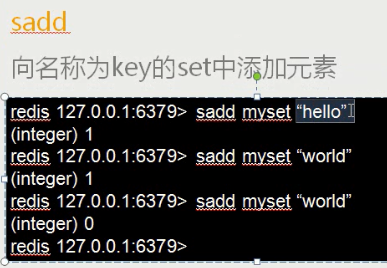 sadd
向名称为key的set中添加元素
redis 127.0.0.1:6379> sadd myset “hello”
(integer) 1
redis 127.0.0.1:6379> sadd myset “world”
(integer) 1
redis 127.0.0.1:6379> sadd myset “world”
(integer) 0
redis 127.0.0.1:6379>